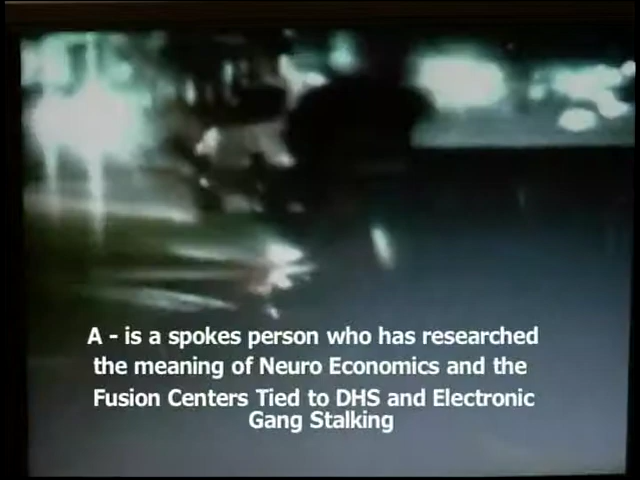 A - is a spokes person who has researched
the meaning of Neuro Economics and the
Fusion Centers Tied to DHS and Electronic
Gang Stalking